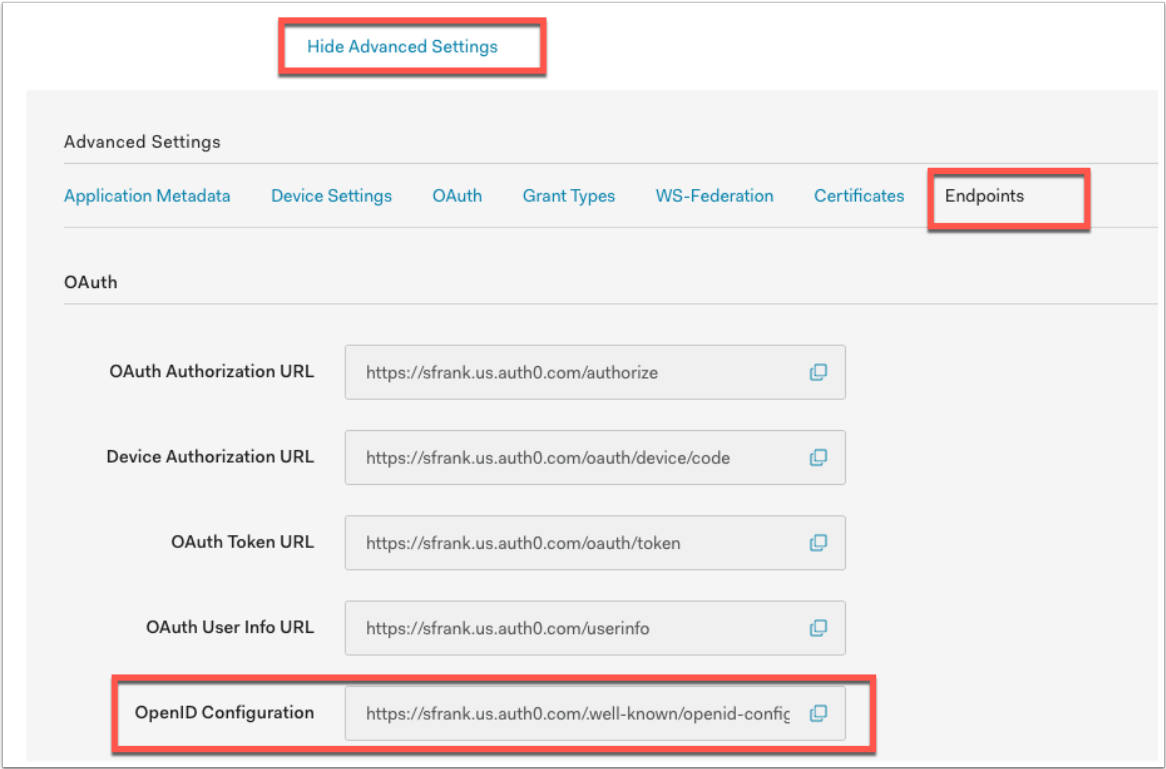 Hide Advanced Settings
Advanced Settings
Application Metadata Device Settings OAuth Grant Types WS-Federation Certificates Endpoints
OAuth
OAuth Authorization URL https://sfrank.us.auth0.com/authorize
Device Authorization URL https://sfrank.us.auth0.com/oauth/device/code
OAuth Token URL https://sfrank.us.auth0.com/oauth/token
OAuth User Info URL https://sfrank.us.auth0.com/userinfo
OpenID Configuration https://sfrank.us.auth0.com/.well-known/openid-config